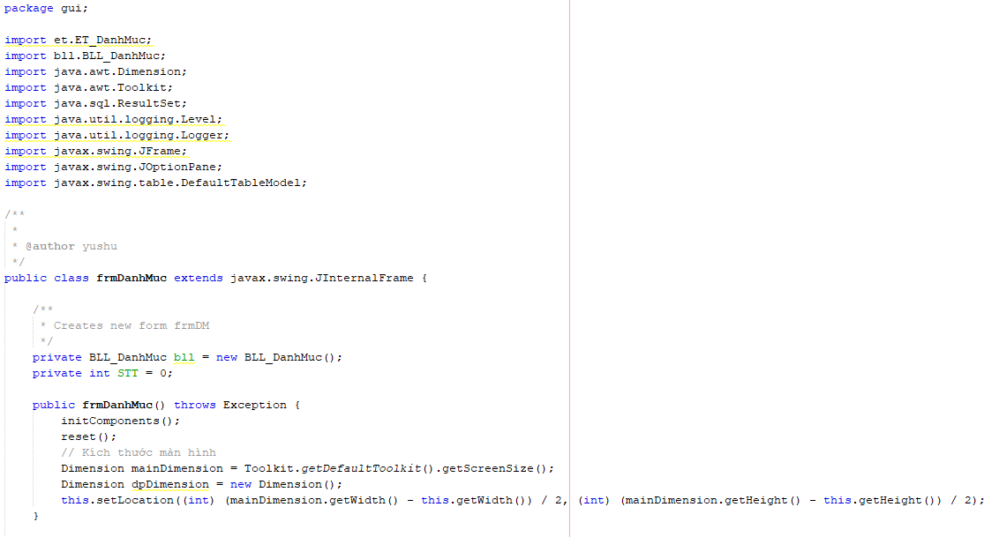 package gui;
import et.ET_DanhMuc;
import bll.BLL_DanhMuc;
import java.awt.Dimension;
import java.awt.Toolkit;
import java.sql.ResultSet;
import java.util.logging.Level;
import java.util.logging.Logger;
import javax.swing.JFrame;
import javax.swing.JOptionPane;
import javax.swing.table.DefaultTableModel;
/**
*
* @author yushu
*/
public class frmDanhMuc extends javax.swing.JInternalFrame {
/**
* Creates new form frmDM
*/
private BLL_DanhMuc bll = new BLL_DanhMuc();
private int STT = 0;
public frmDanhMuc() throws Exception {
initComponents();
reset();
// Kích thước màn hình
Dimension mainDimension = Toolkit.getDefaultToolkit().getScreenSize();
Dimension dpDimension = new Dimension();
this.setLocation((int) (mainDimension.getWidth() - this.getWidth()) / 2, (int) (mainDimension.getHeight() - this.getHeight()) / 2);
}